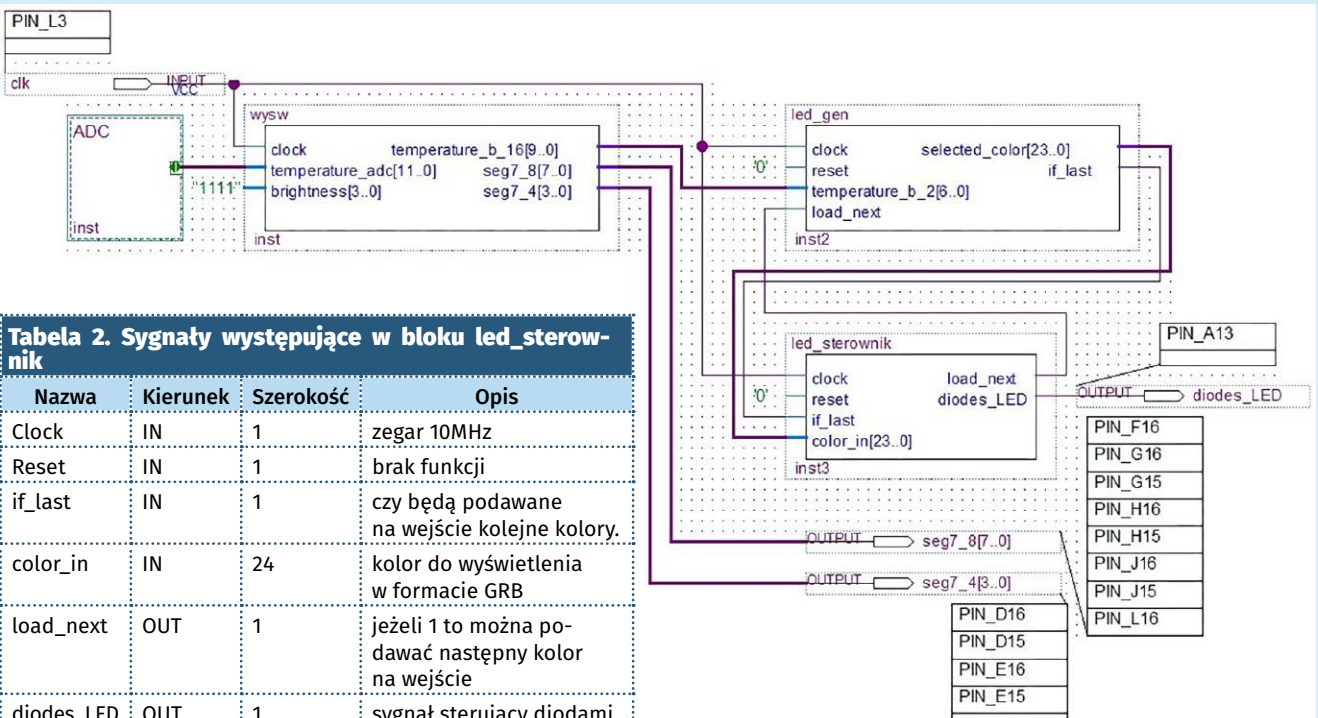 PIN_L3
clk
INPUT
VCC
ADC
inst
wysw
clock
temperature_adc[11..0]
brightness[3..0]
temperature_b_16[9..0]
seg7_8[7..0]
seg7_4[3..0]
"1111"
inst
led_gen
clock
reset
temperature_b_2[6..0]
load_next
selected_color[23..0]
if_last
'0'
inst2
led_sterownik
clock
reset
if_last
color_in[23..0]
load_next
diodes_LED
'0'
inst3
PIN_A13
OUTPUT
diodes_LED
PIN_F16
PIN_G16
PIN_G15
PIN_H16
PIN_H15
PIN_J16
PIN_J15
PIN_L16
OUTPUT
seg7_8[7..0]
OUTPUT
seg7_4[3..0]
PIN_D16
PIN_D15
PIN_E16
PIN_E15
Tabela 2. Sygnały występujące w bloku led_sterow-
nik
Nazwa Kierunek Szerokość Opis
Clock IN 1 zegar 10MHz
Reset IN 1 brak funkcji
if_last IN 1 czy będą podawane
na wejście kolejne kolory.
color_in IN 24 kolor do wyświetlenia
w formacie GRB
load_next OUT 1 jeżeli 1 to można po-
dawać następny kolor
na wejście
diodes_LED OUT 1 sygnał sterujący diodami